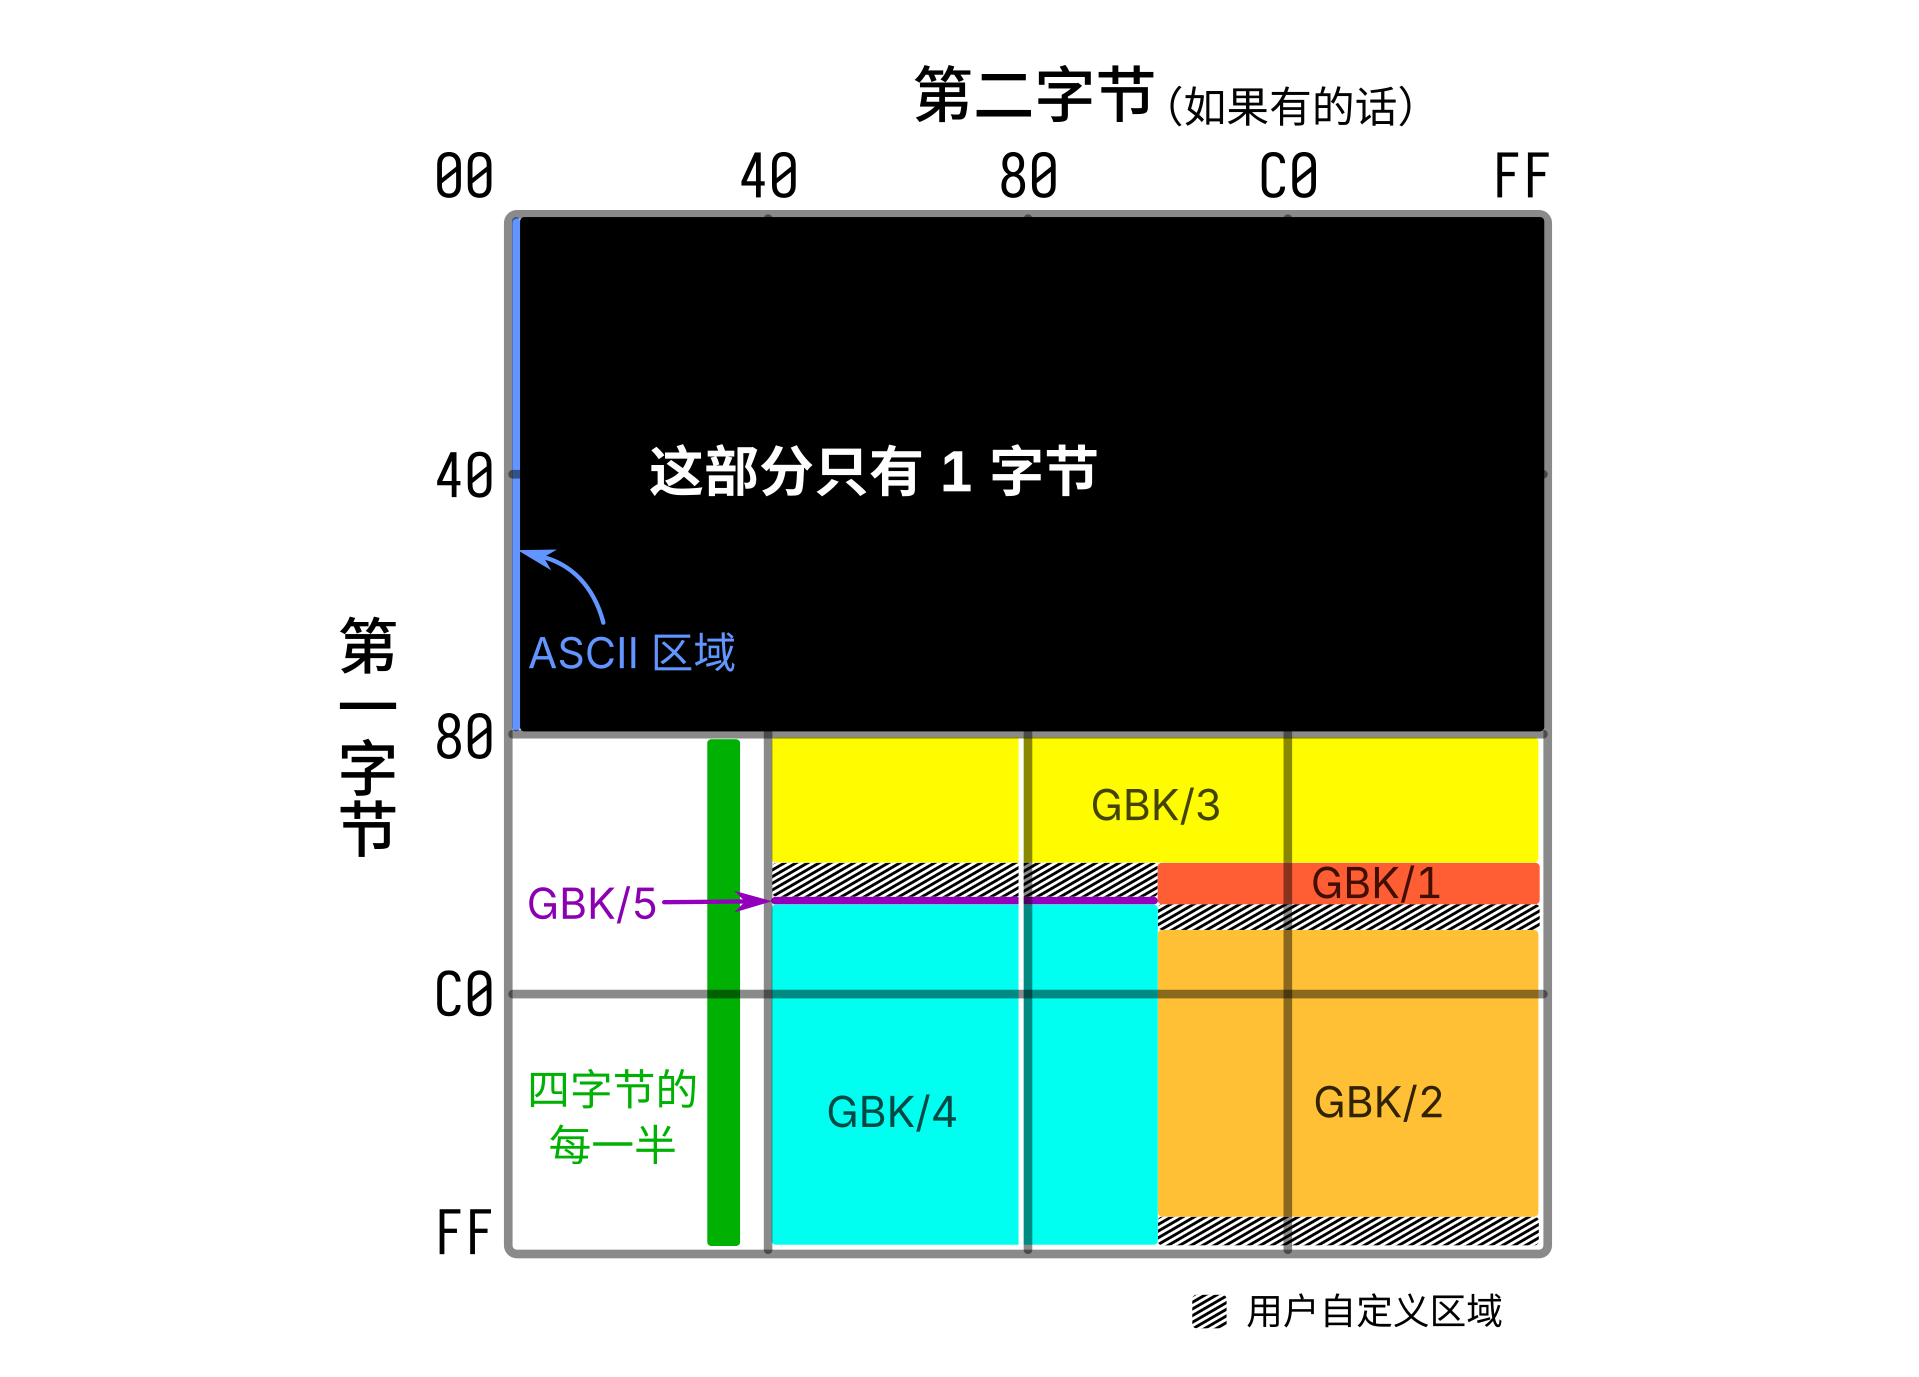 第二字节（如果有的话）
00 40 80 C0 FF
40
这部分只有 1 字节
ASCII 区域
第一字节
80
GBK/3
GBK/1
GBK/5
C0
四字节的
每一半
GBK/4
GBK/2
FF
用户自定义区域